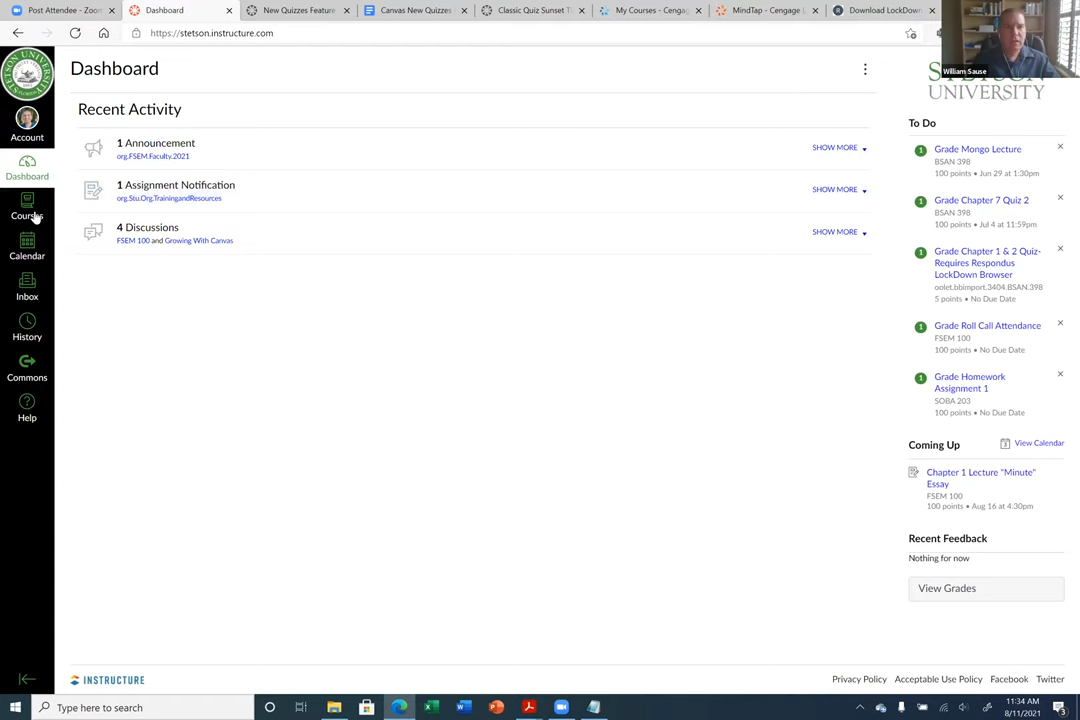 Post Attendee - Zoom
Dashboard
New Quizzes Feature
Canvas New Quizzes
Classic Quiz Sunset T
My Courses - Cengag
MindTap - Cengage L
Download LockDown
https://stetson.instructure.com
William Sause
STETSON UNIVERSITY
Account
Dashboard
Courses
Calendar
Inbox
History
Commons
Help
Dashboard
Recent Activity
1 Announcement
org.FSEM.Faculty.2021
SHOW MORE
1 Assignment Notification
org.Stu.Org.TrainingandResources
SHOW MORE
4 Discussions
FSEM 100 and Growing With Canvas
SHOW MORE
STETSON
UNIVERSITY
To Do
1
Grade Mongo Lecture
BSAN 398
100 points • Jun 29 at 1:30pm
1
Grade Chapter 7 Quiz 2
BSAN 398
100 points • Jul 4 at 11:59pm
1
Grade Chapter 1 & 2 Quiz-
Requires Respondus
LockDown Browser
oolet.bbimport.3404.BSAN.398
5 points • No Due Date
1
Grade Roll Call Attendance
FSEM 100
100 points • No Due Date
1
Grade Homework
Assignment 1
SOBA 203
100 points • No Due Date
Coming Up
View Calendar
Chapter 1 Lecture "Minute"
Essay
FSEM 100
100 points • Aug 16 at 4:30pm
Recent Feedback
Nothing for now
View Grades
INSTRUCTURE
Privacy Policy
Acceptable Use Policy
Facebook
Twitter
Type here to search
11:34 AM
8/11/2021
3